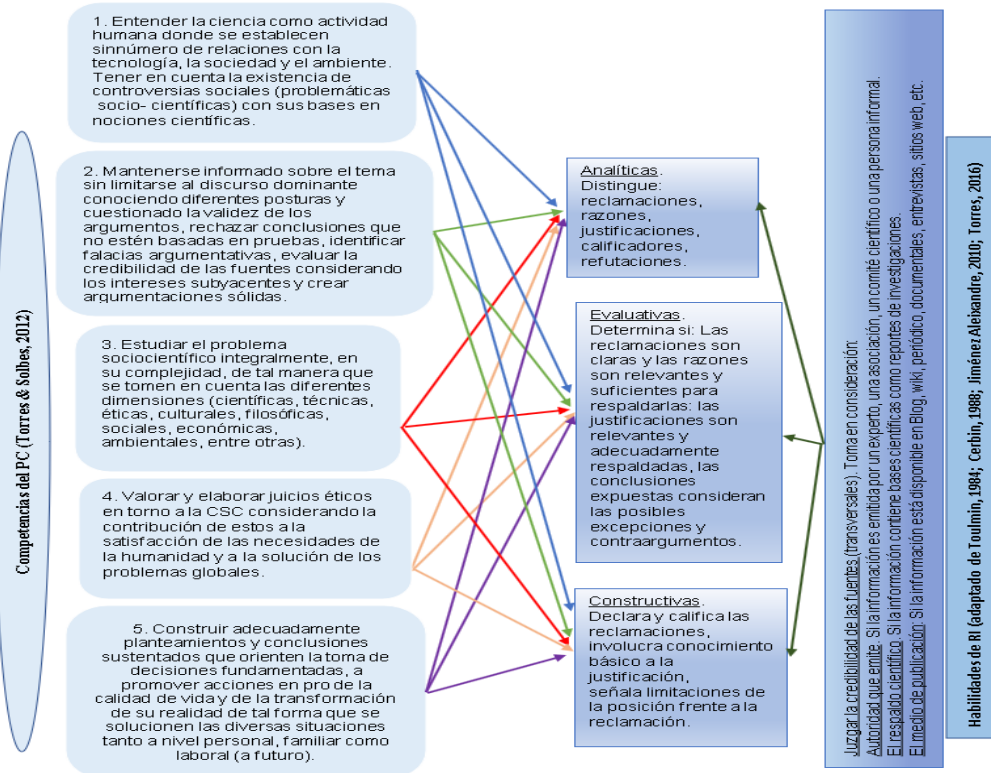 Competencias del PC (Torres & Solbes, 2012)
1. Entender la ciencia como actividad
humana donde se establecen
sinnúmero de relaciones con la
tecnología, la sociedad y el ambiente.
Tener en cuenta la existencia de
controversias sociales (problemáticas
socio- científicas) con sus bases en
nociones científicas.
2. Mantenerse informado sobre el tema
sin limitarse al discurso dominante
conociendo diferentes posturas y
cuestionado la validez de los
argumentos, rechazar conclusiones que
no estén basadas en pruebas, identificar
falacias argumentativas, evaluar la
credibilidad de las fuentes considerando
los intereses subyacentes y crear
argumentaciones sólidas.
3. Estudiar el problema
sociocientífico integralmente, en
su complejidad, de tal manera que
se tomen en cuenta las diferentes
dimensiones (científicas, técnicas,
éticas, culturales, filosóficas,
sociales, económicas,
ambientales, entre otras).
4. Valorar y elaborar juicios éticos
en torno a la CSC considerando la
contribución de estos a la
satisfacción de las necesidades de
la humanidad y a la solución de los
problemas globales.
5. Construir adecuadamente
planteamientos y conclusiones
sustentados que orienten la toma de
decisiones fundamentadas, a
promover acciones en pro de la
calidad de vida y de la transformación
de su realidad de tal forma que se
solucionen las diversas situaciones
tanto a nivel personal, familiar como
laboral (a futuro).
Analíticas.
Distingue:
reclamaciones,
razones,
justificaciones,
calificadores,
refutaciones.
Evaluativas.
Determina si: Las
reclamaciones son
claras y las razones
son relevantes y
suficientes para
respaldarlas: las
justificaciones son
relevantes y
adecuadamente
respaldadas, las
conclusiones
expuestas consideran
las posibles
excepciones y
contraargumentos.
Constructivas.
Declara y califica las
reclamaciones,
involucra conocimiento
básico a la
justificación,
señala limitaciones de
la posición frente a la
reclamación.
Juzgar la credibilidad de las fuentes (transversales). Toma en consideración:
Autoridad que emite. Si la información es emitida por un experto, una asociación, un comité científico o una persona informal.
El respaldo científico. Si la información contiene bases científicas como reportes de investigaciones.
El medio de publicación: Si la información está disponible en Blog, wiki, periódico, documentales, entrevistas, sitios web, etc.
Habilidades de RI (adaptado de Toulmin, 1984; Cerbin, 1988; Jiménez Aleixandre, 2010; Torres, 2016)